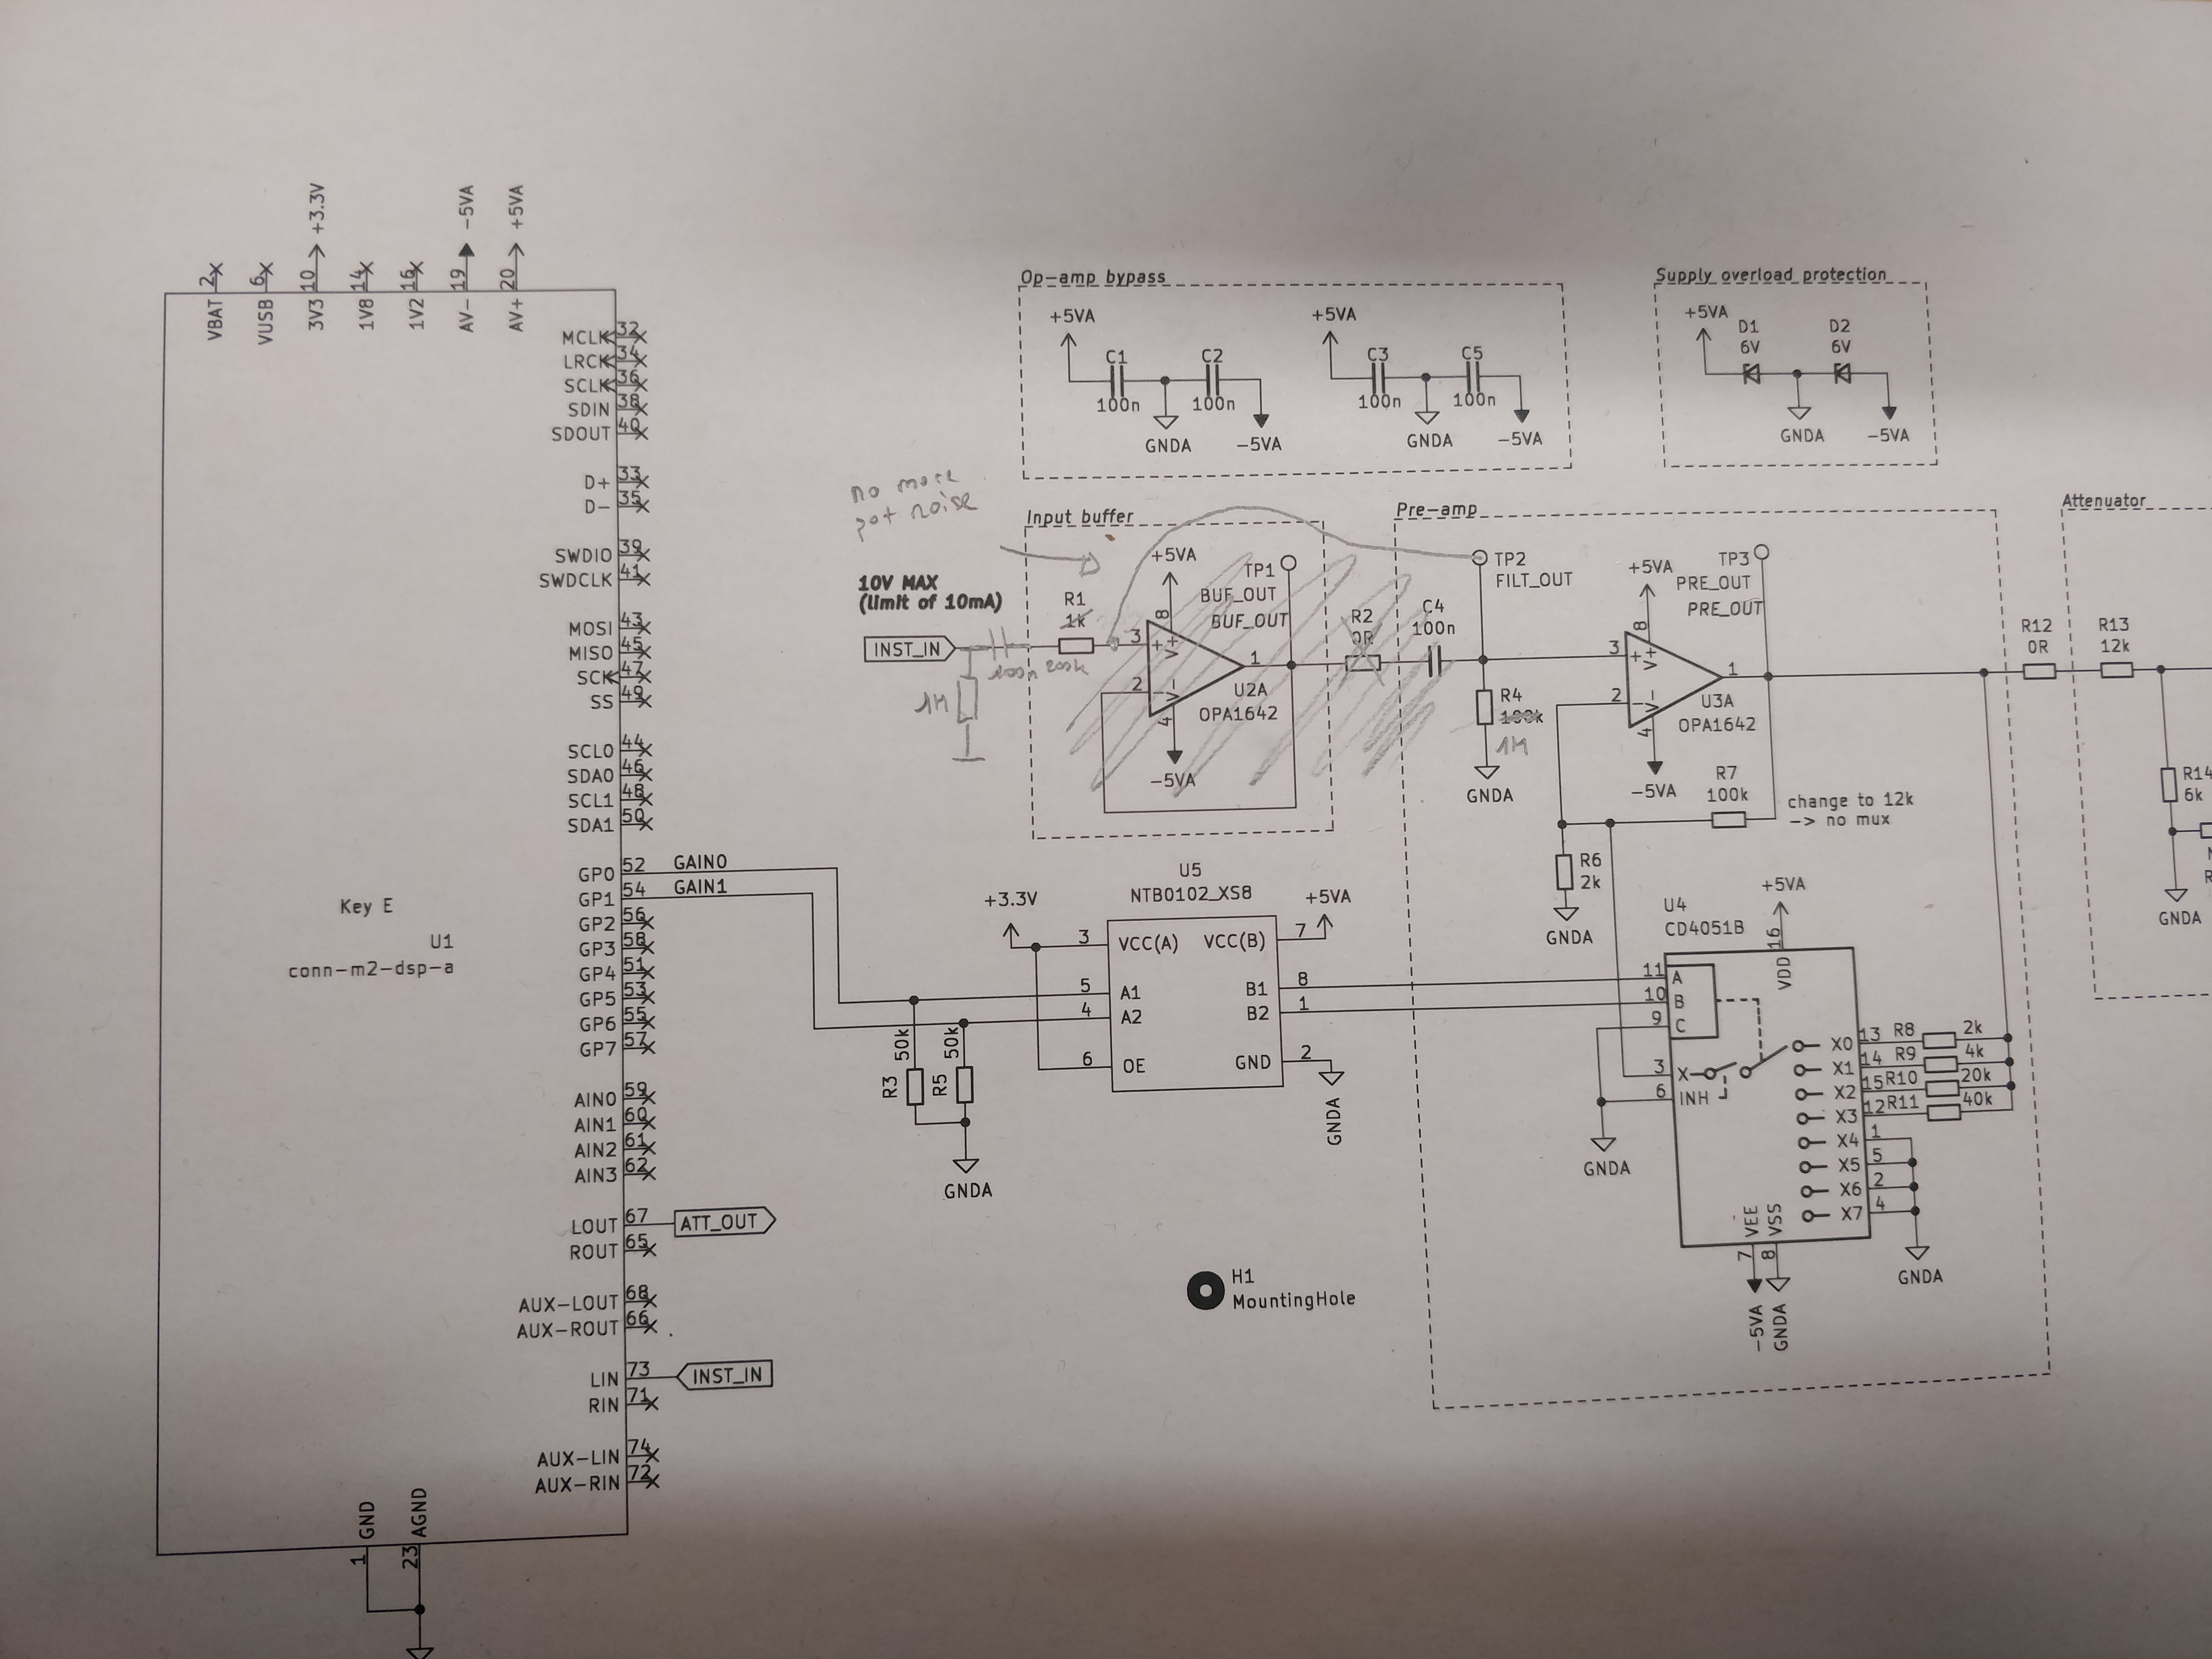 +3.3V
-5VA
+5VA
2
6
10
14
16
19
20
VBAT
VUSB
3V3
1V8
1V2
AV-
AV+
MCLK 32
LRCK 34
SCLK 36
SDIN 38
SDOUT 40
D+ 33
D- 35
SWDIO 39
SWDCLK 41
MOSI 43
MISO 45
SCK 47
SS 49
SCL0 44
SDA0 46
SCL1 48
SDA1 50
GP0 52 GAIN0
GP1 54 GAIN1
GP2 56
GP3 58
GP4 51
GP5 53
GP6 55
GP7 57
AIN0 59
AIN1 60
AIN2 61
AIN3 62
LOUT 67 ATT_OUT
ROUT 65
AUX-LOUT 68
AUX-ROUT 66
LIN 73 INST_IN
RIN 71
AUX-LIN 74
AUX-RIN 72
Key E
U1
conn-m2-dsp-a
GND
AGND
1
23
Op-amp bypass
+5VA
C1
100n
C2
100n
GNDA
-5VA
+5VA
C3
100n
C5
100n
GNDA
-5VA
Supply overload protection
+5VA
D1
6V
D2
6V
GNDA
-5VA
no more
pot noise
Input buffer
10V MAX
(limit of 10mA)
INST_IN
R1
1k
200k
1M
+5VA
8
3
2
1
4
+
-
V+
V-
TP1
BUF_OUT
BUF_OUT
U2A
OPA1642
-5VA
R2
0R
Pre-amp
C4
100n
TP2
FILT_OUT
R4
100k
1M
GNDA
+5VA
8
3
2
1
4
+
-
V+
V-
TP3
PRE_OUT
PRE_OUT
U3A
OPA1642
-5VA
R7
100k
change to 12k
-> no mux
R6
2k
GNDA
R12
0R
Attenuator
R13
12k
R14
6k
GNDA
+3.3V
U5
NTB0102_XS8
+5VA
3 VCC(A) VCC(B) 7
5 A1 B1 8
4 A2 B2 1
6 OE GND 2
GNDA
50k
50k
R3
R5
GNDA
U4
CD4051B
+5VA
16
VDD
11 A
10 B
9 C
3 X
6 INH
GNDA
X0 13 R8 2k
X1 14 R9 4k
X2 15 R10 20k
X3 12 R11 40k
X4 1
X5 5
X6 2
X7 4
GNDA
VEE
VSS
7
8
-5VA
GNDA
H1
MountingHole